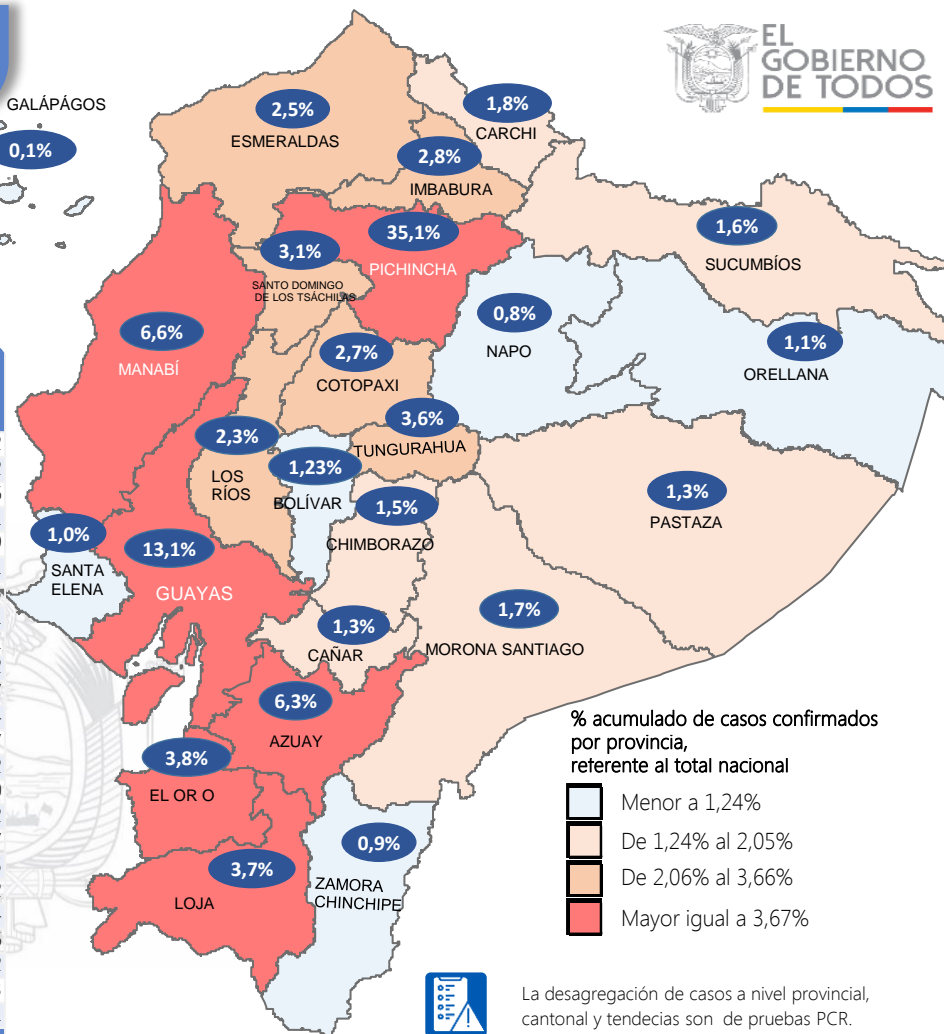 EL
GOBIERNO
DE TODOS
GALÁPÁGOS
0,1%
2,5%
ESMERALDAS
1,8%
CARCHI
2,8%
IMBABURA
35,1%
PICHINCHA
3,1%
SANTO DOMINGO
DE LOS TSÁCHILAS
1,6%
SUCUMBÍOS
6,6%
MANABÍ
0,8%
NAPO
2,7%
COTOPAXI
1,1%
ORELLANA
3,6%
TUNGURAHUA
2,3%
LOS
RÍOS
1,23%
BOLÍVAR
1,5%
CHIMBORAZO
1,3%
PASTAZA
1,0%
SANTA
ELENA
13,1%
GUAYAS
1,3%
CAÑAR
1,7%
MORONA SANTIAGO
6,3%
AZUAY
3,8%
EL OR O
3,7%
LOJA
0,9%
ZAMORA
CHINCHIPE
% acumulado de casos confirmados
por provincia,
referente al total nacional
Menor a 1,24%
De 1,24% al 2,05%
De 2,06% al 3,66%
Mayor igual a 3,67%
La desagregación de casos a nivel provincial,
cantonal y tendecias son de pruebas PCR.